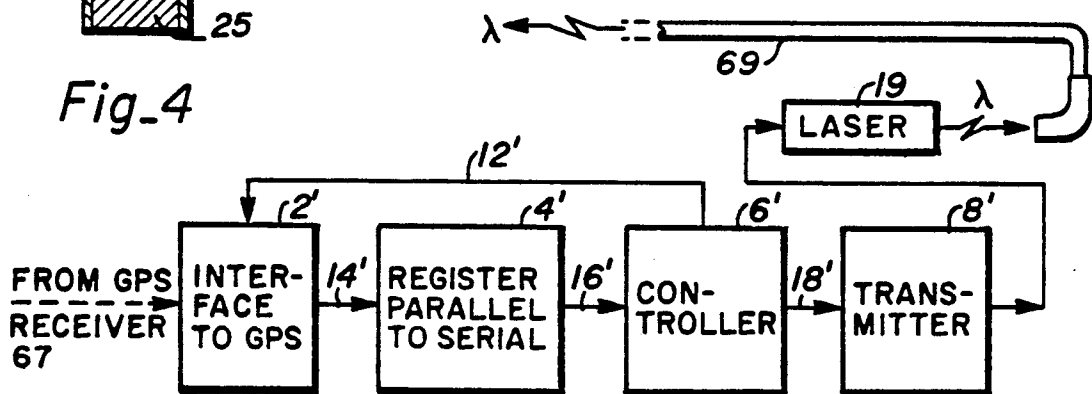 25
Fig_4
λ
69
19
λ
LASER
12'
2'
4'
6'
8'
FROM GPS
RECEIVER
67
INTER-
FACE
TO GPS
14'
REGISTER
PARALLEL
TO SERIAL
16'
CON-
TROLLER
18'
TRANS-
MITTER